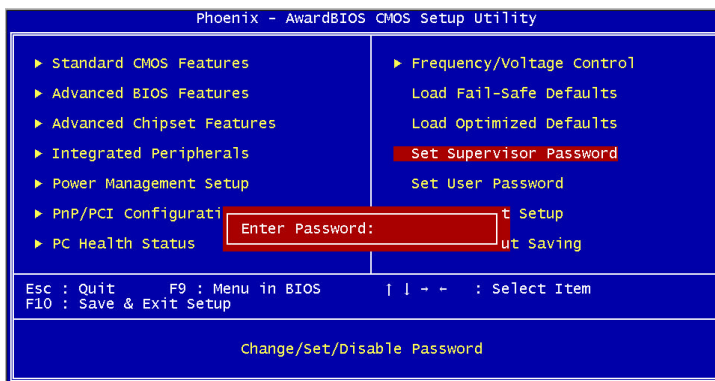 Phoenix - AwardBIOS CMOS Setup Utility
▶ Standard CMOS Features
▶ Advanced BIOS Features
▶ Advanced Chipset Features
▶ Integrated Peripherals
▶ Power Management Setup
▶ PnP/PCI Configurati
▶ PC Health Status
▶ Frequency/Voltage Control
Load Fail-Safe Defaults
Load Optimized Defaults
Set Supervisor Password
Set User Password
t Setup
ut Saving
Enter Password:
Esc : Quit F9 : Menu in BIOS ↑ ↓ → ← : Select Item
F10 : Save & Exit Setup
Change/Set/Disable Password